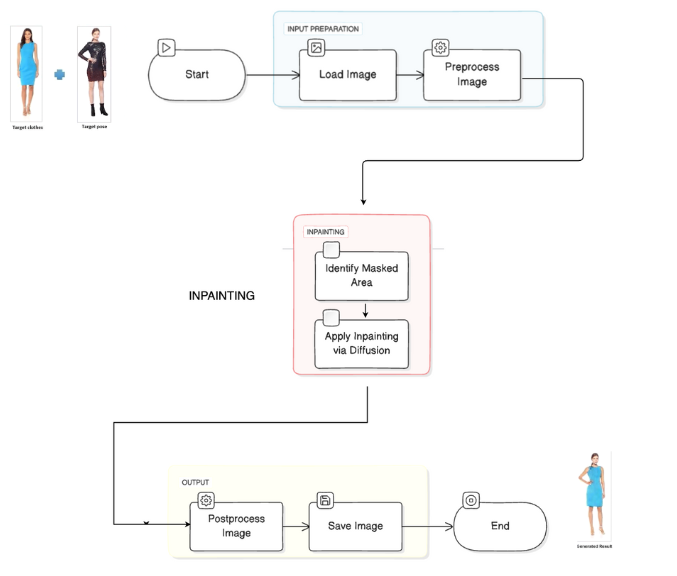 INPUT PREPARATION
Start
Load Image
Preprocess
Image
Target clothes
Target pose
INPAINTING
Identify Masked
Area
INPAINTING
Apply Inpainting
via Diffusion
OUTPUT
Postprocess
Image
Save Image
End
Generated Result